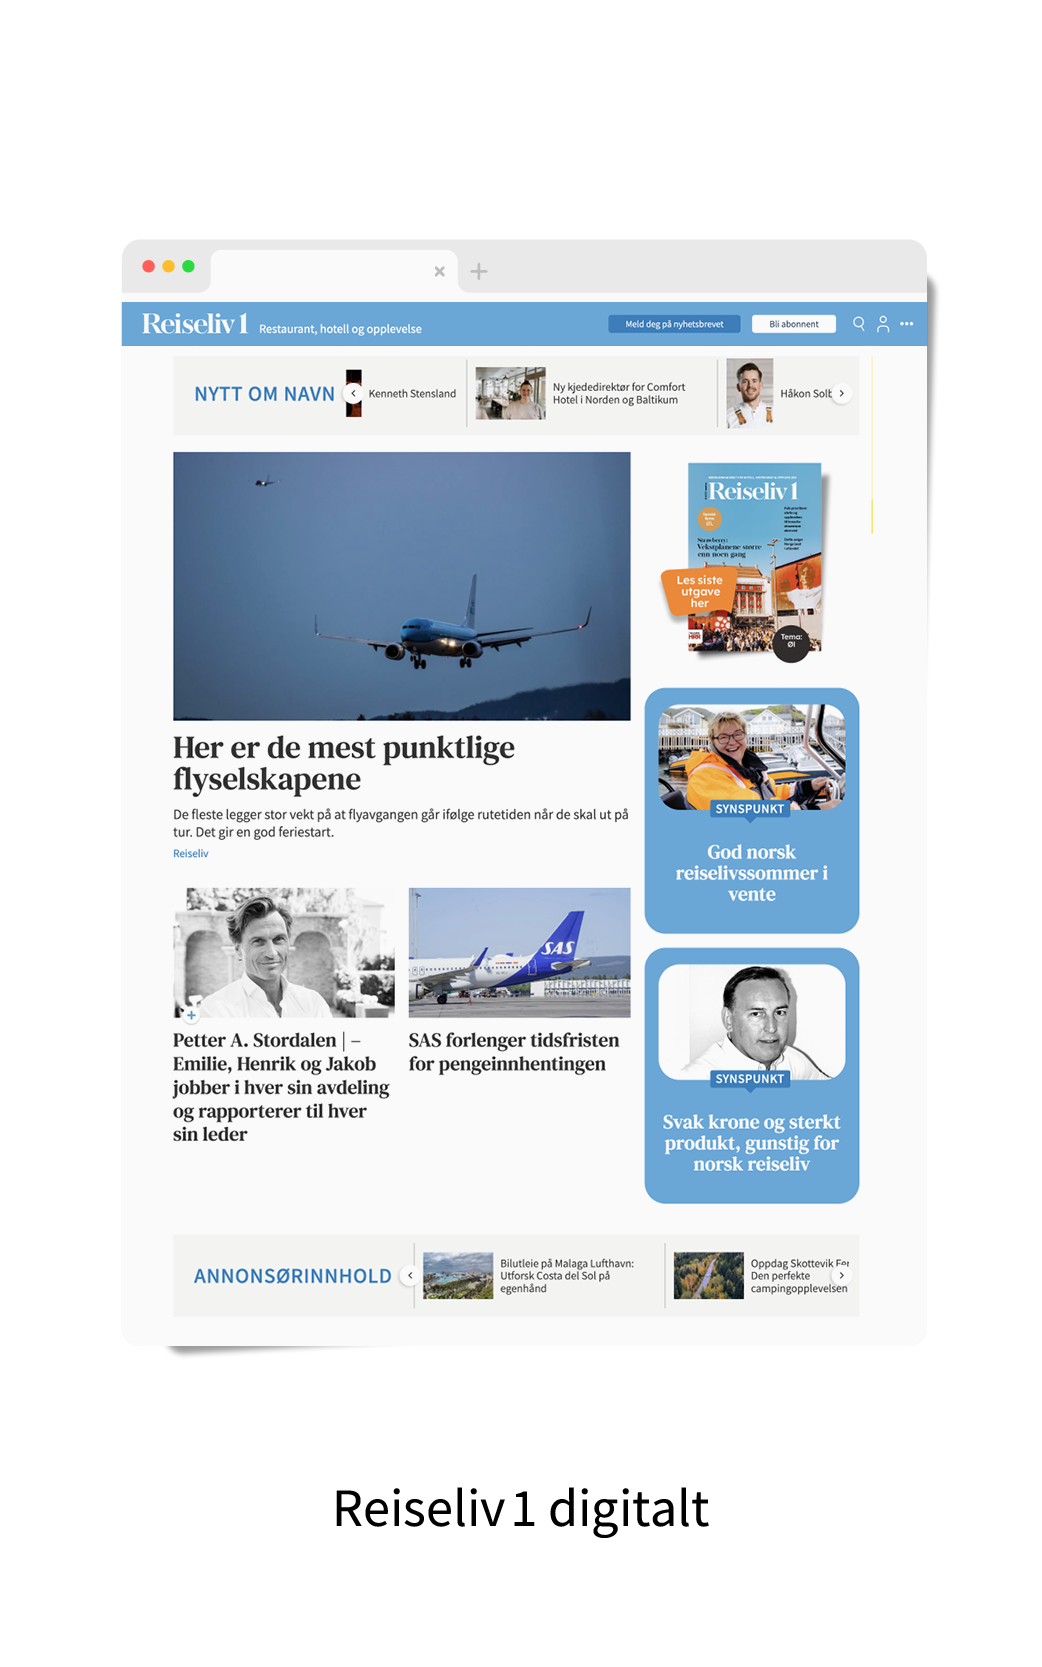 Reiseliv 1 Restaurant, hotell og opplevelse
Meld deg på nyhetsbrevet
Bli abonnent
NYTT OM NAVN
Kenneth Stensland
Ny kjededirektør for Comfort
Hotel i Norden og Baltikum
Håkon Solb
Reiseliv 1
Vekstplanene større
enn noen gang
Les siste
utgave
her
Tema:
Øl
Her er de mest punktlige
flyselskapene
De fleste legger stor vekt på at flyavgangen går ifølge rutetiden når de skal ut på
tur. Det gir en god feriestart.
Reiseliv
SYNSPUNKT
God norsk
reiselivssommer i
vente
SAS
Petter A. Stordalen | –
Emilie, Henrik og Jakob
jobber i hver sin avdeling
og rapporterer til hver
sin leder
SAS forlenger tidsfristen
for pengeinnhentingen
SYNSPUNKT
Svak krone og sterkt
produkt, gunstig for
norsk reiseliv
ANNONSØRINNHOLD
Bilutleie på Malaga Lufthavn:
Utforsk Costa del Sol på
egenhånd
Oppdag Skottevik Fer
Den perfekte
campingopplevelsen
Reiseliv 1 digitalt